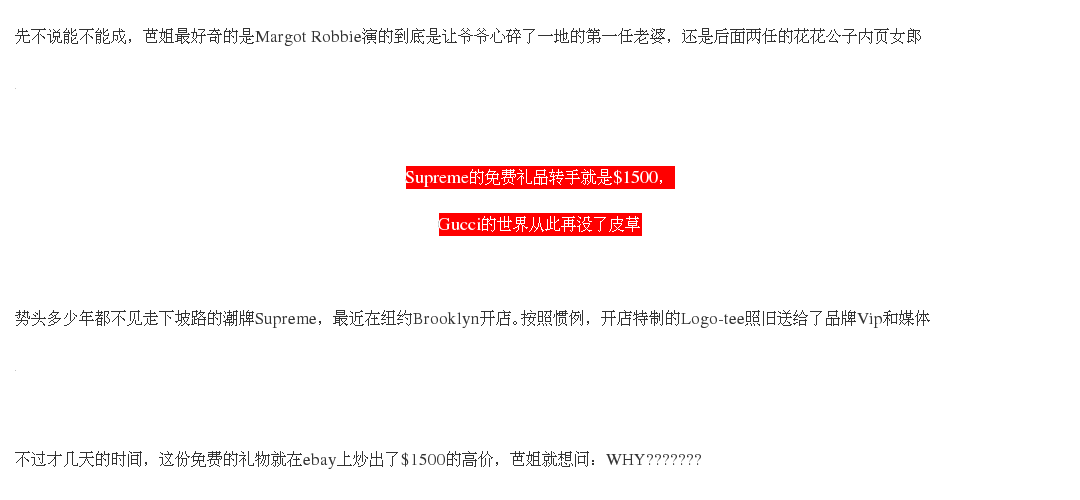 先不说能不能成，芭姐最好奇的是Margot Robbie演的到底是让爷爷心碎了一地的第一任老婆，还是后面两任的花花公子内页女郎
Supreme的免费礼品转手就是$1500，
Gucci的世界从此再没了皮草
势头多少年都不见走下坡路的潮牌Supreme，最近在纽约Brooklyn开店。按照惯例，开店特制的Logo-tee照旧送给了品牌Vip和媒体
不过才几天的时间，这份免费的礼物就在ebay上炒出了$1500的高价，芭姐就想问：WHY???????